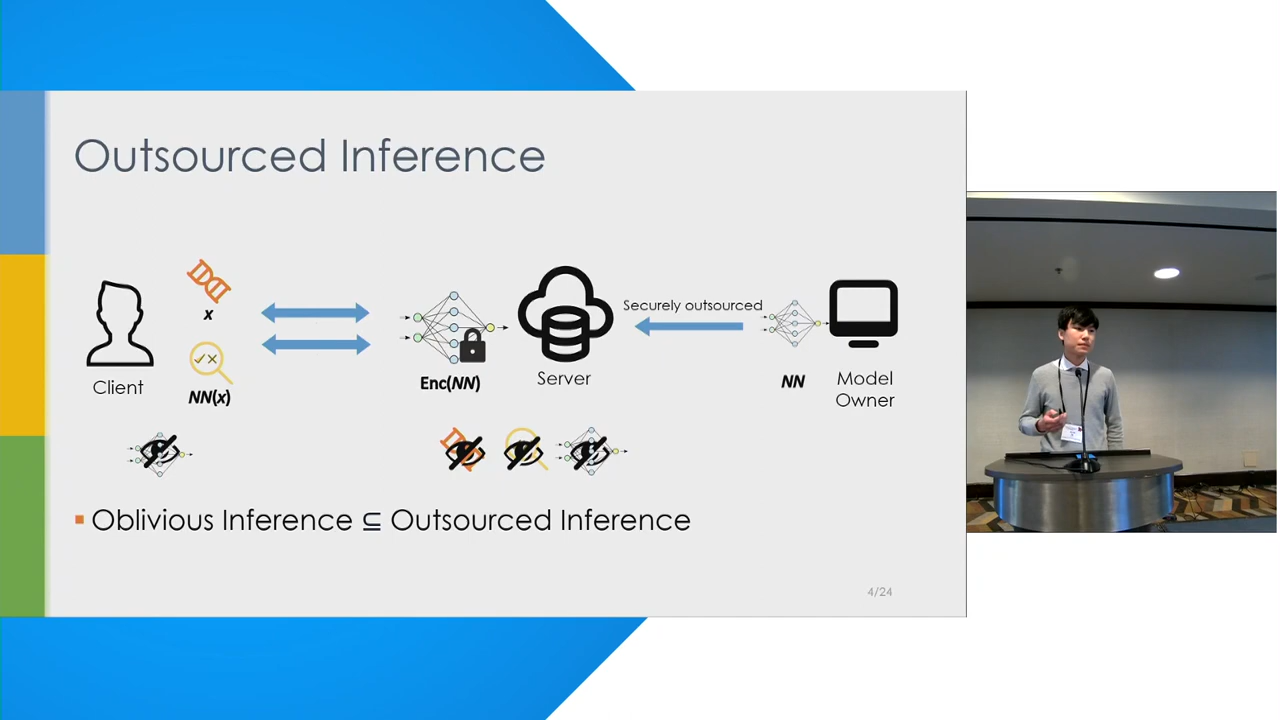 Outsourced Inference
x
NN(x)
Client
Enc(NN)
Server
Securely outsourced
NN
Model
Owner
Oblivious Inference ⊆ Outsourced Inference
4/24